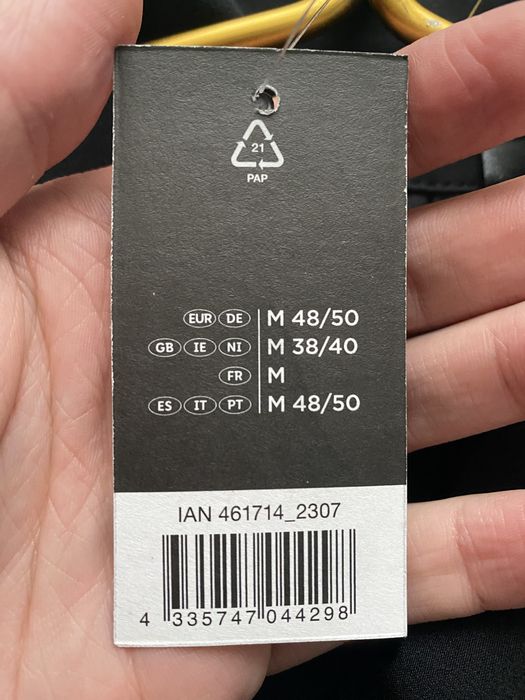 21
PAP
EUR DE M 48/50
GB IE NI M 38/40
FR M
ES IT PT M 48/50
IAN 461714_2307
4 335747 044298